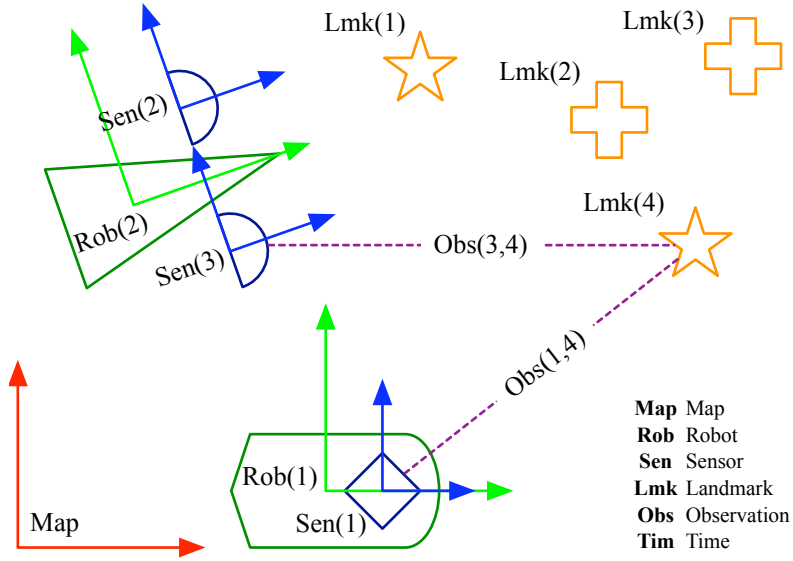 Lmk(1)
Lmk(3)
Lmk(2)
Sen(2)
Lmk(4)
Rob(2)
Sen(3)
Obs(3,4)
Obs(1,4)
Rob(1)
Sen(1)
Map
Map Map
Rob Robot
Sen Sensor
Lmk Landmark
Obs Observation
Tim Time